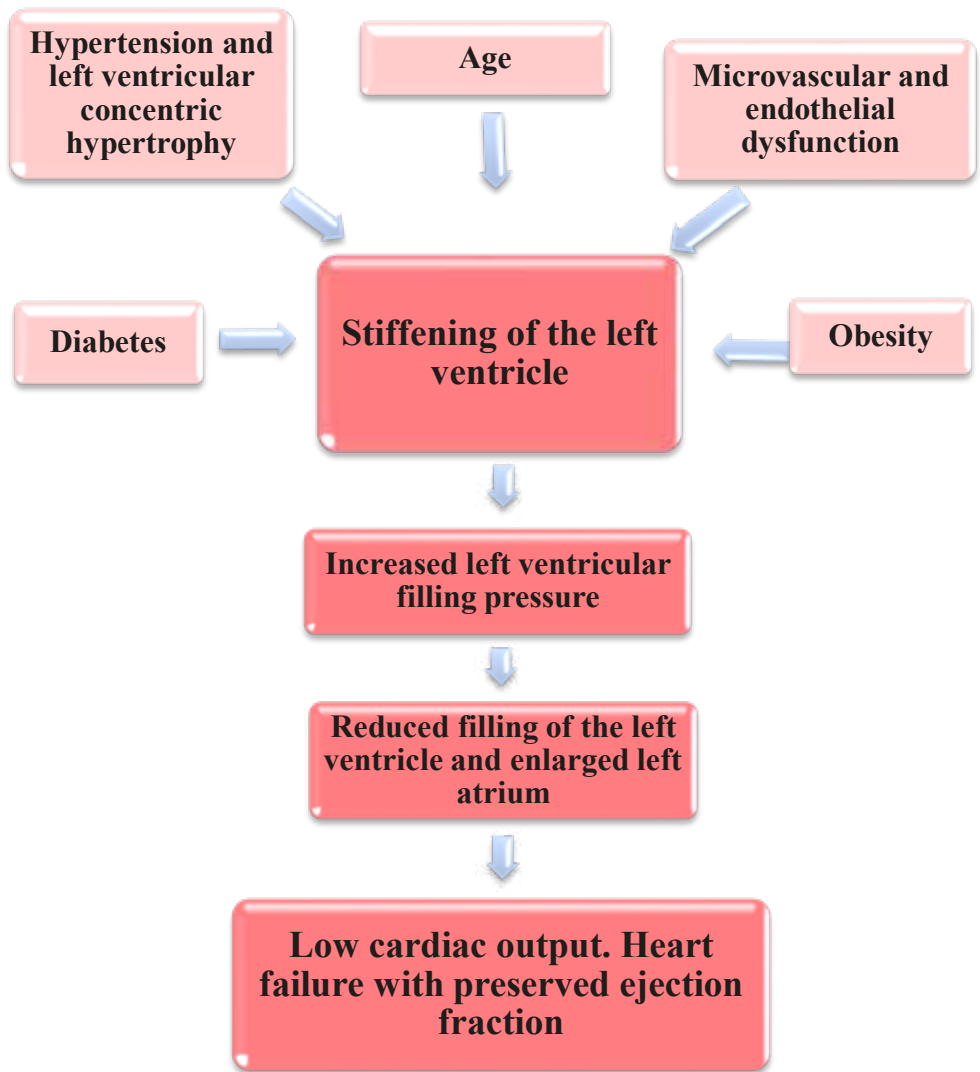 Hypertension and
left ventricular
concentric
hypertrophy
Age
Microvascular and
endothelial
dysfunction
Diabetes
Stiffening of the left
ventricle
Obesity
Increased left ventricular
filling pressure
Reduced filling of the left
ventricle and enlarged left
atrium
Low cardiac output. Heart
failure with preserved ejection
fraction